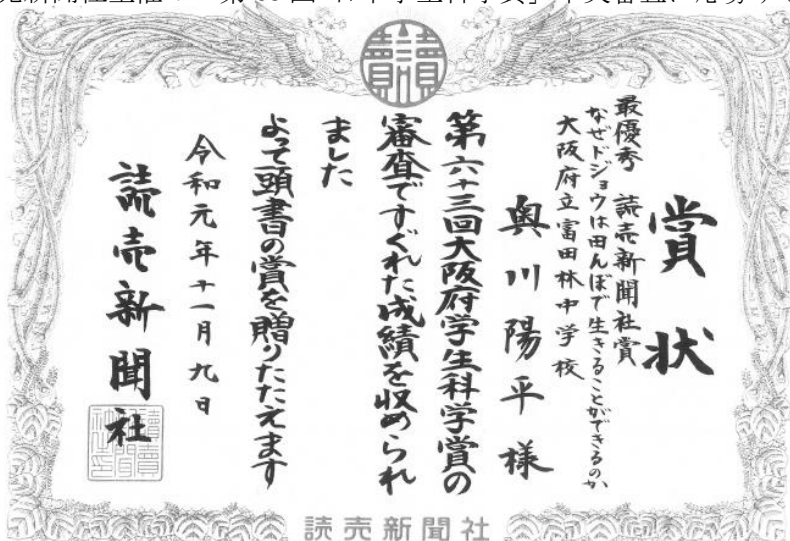 賞状
最優秀 読売新聞社賞
なぜドジョウは田んぼで生きることができるのか
大阪府立富田林中学校
奥川陽平様
第六十三回大阪府学生科学賞の
審査ですぐれた成績を収められ
ました
よって頭書の賞を贈りたたえます
令和元年十一月九日
読売新聞社
読売新聞社